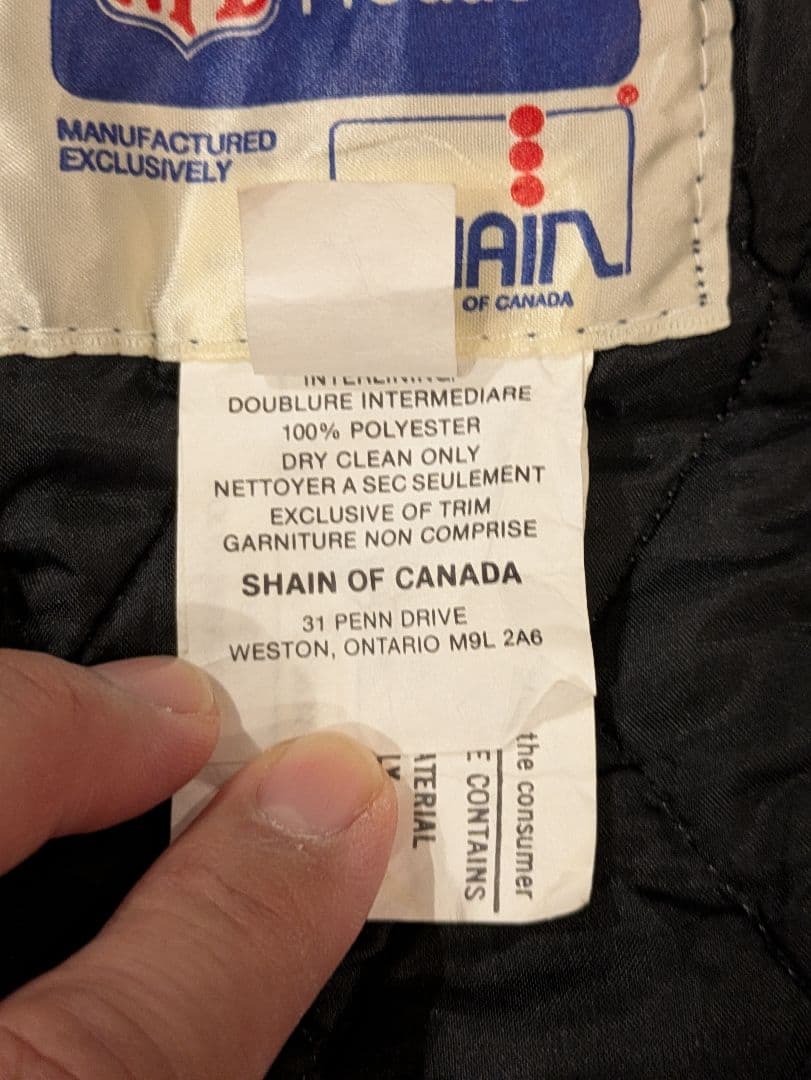 NFL
MANUFACTURED
EXCLUSIVELY
OF CANADA
DOUBLURE INTERMEDIARE
100% POLYESTER
DRY CLEAN ONLY
NETTOYER A SEC SEULEMENT
EXCLUSIVE OF TRIM
GARNITURE NON COMPRISE
SHAIN OF CANADA
31 PENN DRIVE
WESTON, ONTARIO M9L 2A6
the consumer
CONTAINS